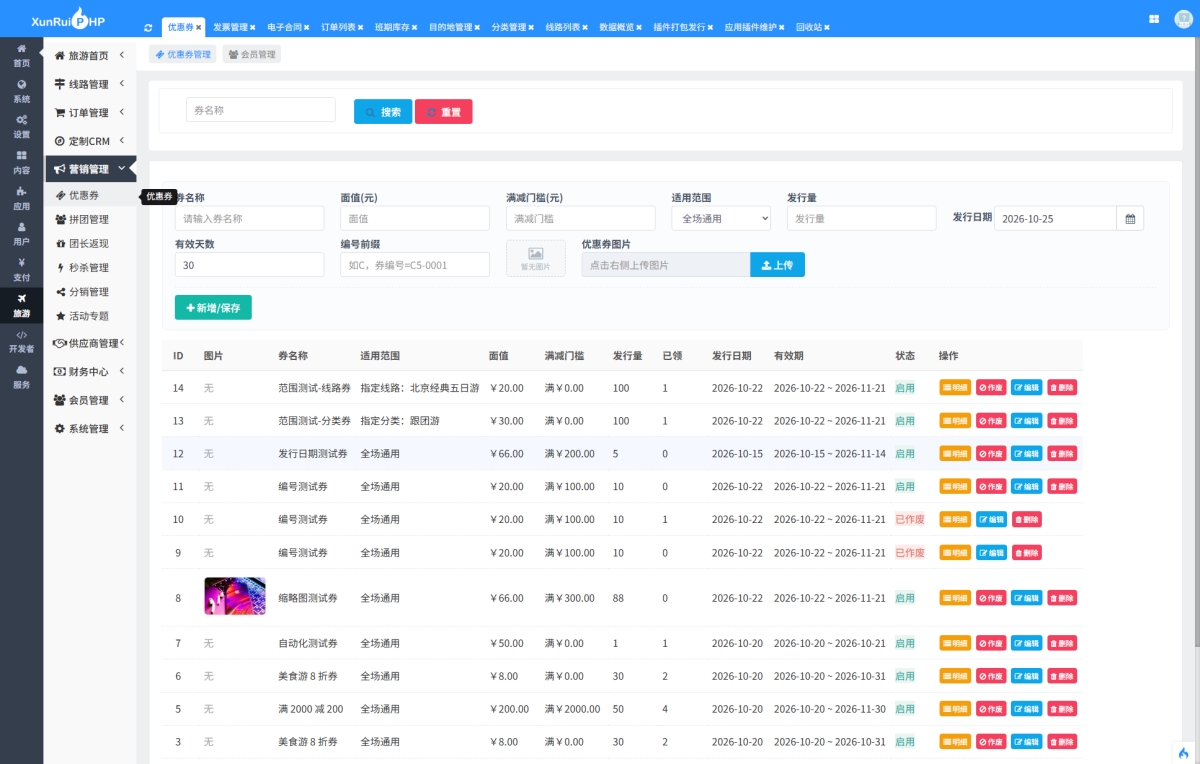 XunRuiPHP
优惠券 发票管理 电子合同 订单列表 班期库存 目的地管理 分类管理 线路列表 数据概览 插件打包发行 应用插件维护 回收站
首页
系统
设置
内容
应用
用户
¥
支付
旅游
开发者
服务
旅游首页
线路管理
订单管理
定制CRM
营销管理
优惠券
拼团管理
团长返现
秒杀管理
分销管理
活动专题
供应商管理
财务中心
会员管理
系统管理
优惠券
优惠券管理 会员管理
券名称 搜索 重置
券名称 面值(元) 满减门槛(元) 适用范围 发行量
请输入券名称 面值 满减门槛 全场通用 发行量 发行日期 2026-10-25
有效天数 编号前缀 优惠券图片
30 如C，券编号=C5-0001 暂无图片 点击右侧上传图片 上传
新增/保存
ID 图片 券名称 适用范围 面值 满减门槛 发行量 已领 发行日期 有效期 状态 操作
14 无 范围测试-线路券 指定线路：北京经典五日游 ￥20.00 满￥0.00 100 1 2026-10-22 2026-10-22 ~ 2026-11-21 启用 明细 作废 编辑 删除
13 无 范围测试-分类券 指定分类：跟团游 ￥30.00 满￥0.00 100 1 2026-10-22 2026-10-22 ~ 2026-11-21 启用 明细 作废 编辑 删除
12 无 发行日期测试券 全场通用 ￥66.00 满￥200.00 5 0 2026-10-15 2026-10-15 ~ 2026-11-14 启用 明细 作废 编辑 删除
11 无 编号测试券 全场通用 ￥20.00 满￥100.00 10 0 2026-10-22 2026-10-22 ~ 2026-11-21 启用 明细 作废 编辑 删除
10 无 编号测试券 全场通用 ￥20.00 满￥100.00 10 1 2026-10-22 2026-10-22 ~ 2026-11-21 已作废 明细 编辑 删除
9 无 编号测试券 全场通用 ￥20.00 满￥100.00 10 0 2026-10-22 2026-10-22 ~ 2026-11-21 已作废 明细 编辑 删除
8 缩略图测试券 全场通用 ￥66.00 满￥300.00 88 0 2026-10-22 2026-10-22 ~ 2026-11-21 启用 明细 作废 编辑 删除
7 无 自动化测试券 全场通用 ￥50.00 满￥0.00 1 1 2026-10-20 2026-10-20 ~ 2026-10-21 启用 明细 作废 编辑 删除
6 无 美食游 8 折券 全场通用 ￥8.00 满￥0.00 30 2 2026-10-20 2026-10-20 ~ 2026-10-31 启用 明细 作废 编辑 删除
5 无 满 2000 减 200 全场通用 ￥200.00 满￥2000.00 50 4 2026-10-20 2026-10-20 ~ 2026-11-30 启用 明细 作废 编辑 删除
3 无 美食游 8 折券 全场通用 ￥8.00 满￥0.00 30 2 2026-10-20 2026-10-20 ~ 2026-10-31 启用 明细 作废 编辑 删除